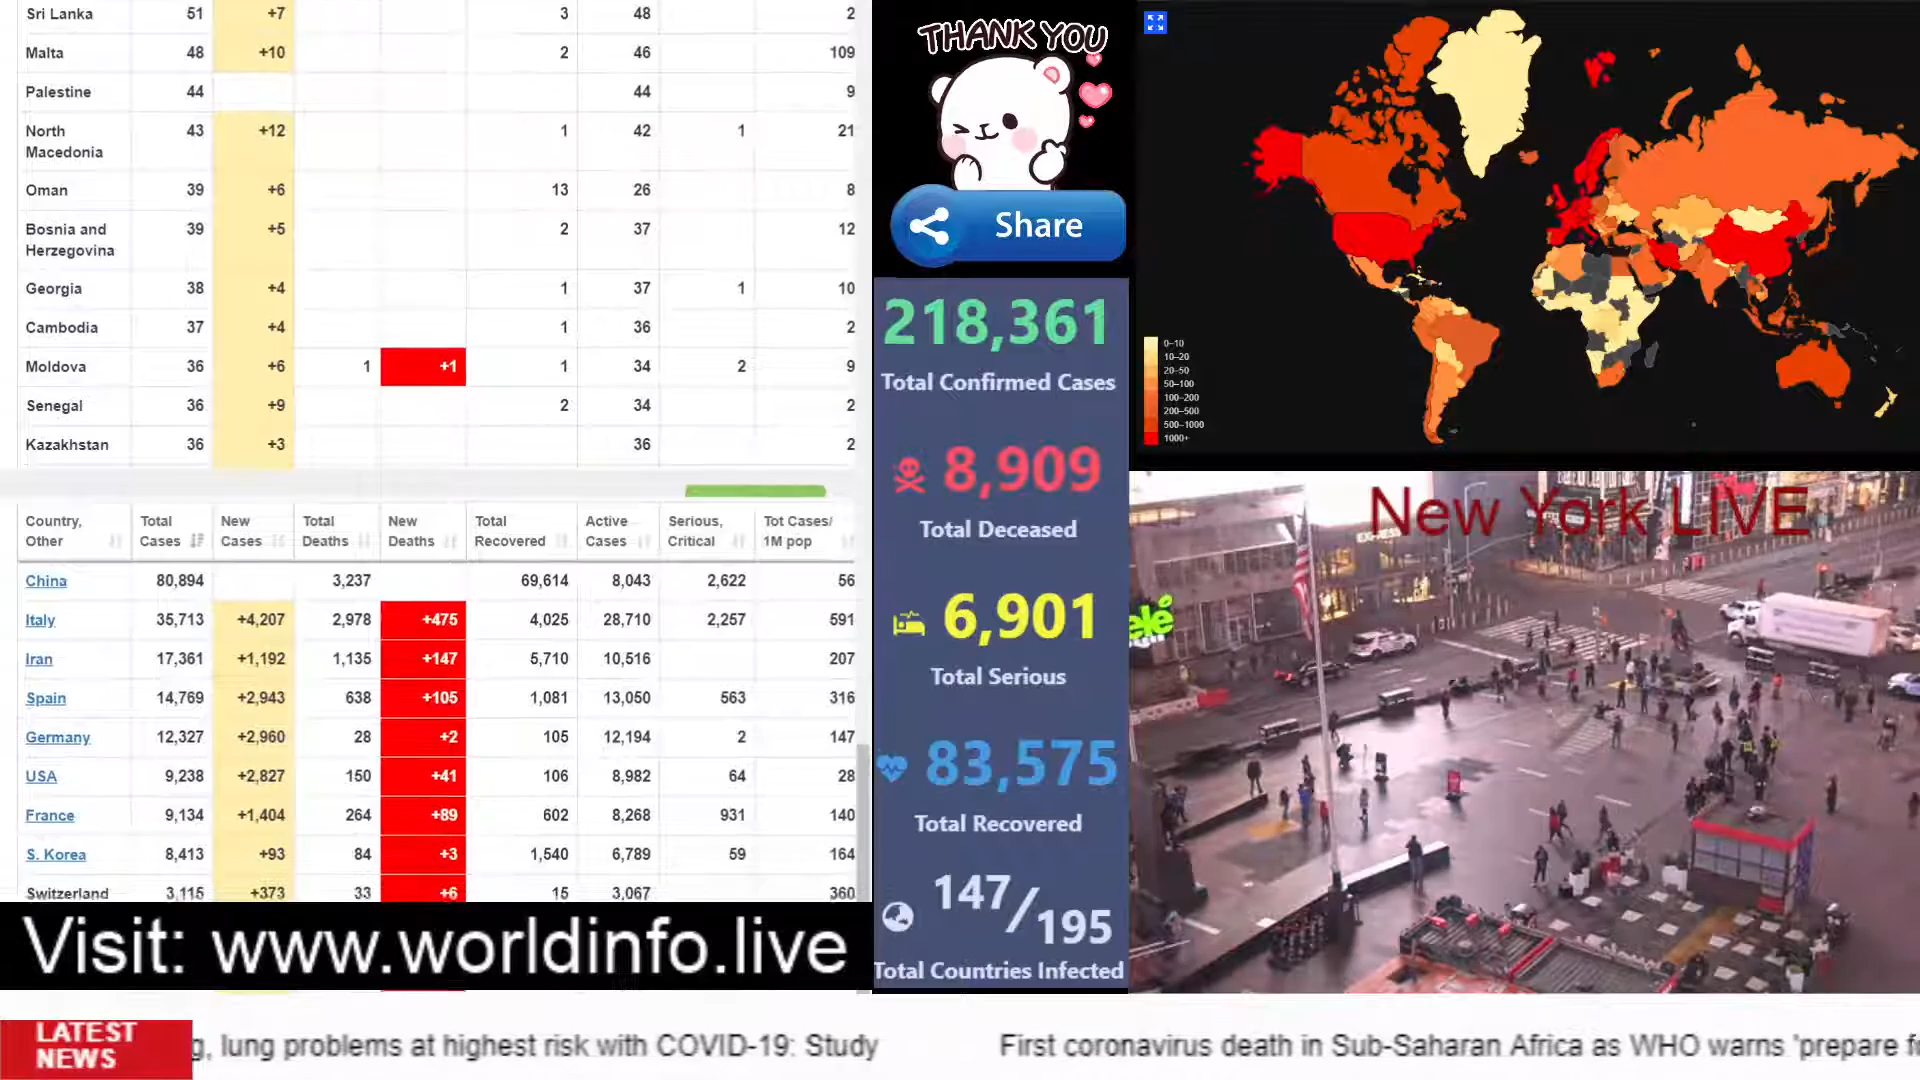 Sri Lanka 51 +7 3 48 2
Malta 48 +10 2 46 109
Palestine 44 44 9
North Macedonia 43 +12 1 42 1 21
Oman 39 +6 13 26 8
Bosnia and Herzegovina 39 +5 2 37 12
Georgia 38 +4 1 37 1 10
Cambodia 37 +4 1 36 2
Moldova 36 +6 1 +1 1 34 2 9
Senegal 36 +9 2 34 2
Kazakhstan 36 +3 36 2
Country, Other Total Cases New Cases Total Deaths New Deaths Total Recovered Active Cases Serious, Critical Tot Cases/ 1M pop
China 80,894 3,237 69,614 8,043 2,622 56
Italy 35,713 +4,207 2,978 +475 4,025 28,710 2,257 591
Iran 17,361 +1,192 1,135 +147 5,710 10,516 207
Spain 14,769 +2,943 638 +105 1,081 13,050 563 316
Germany 12,327 +2,960 28 +2 105 12,194 2 147
USA 9,238 +2,827 150 +41 106 8,982 64 28
France 9,134 +1,404 264 +89 602 8,268 931 140
S. Korea 8,413 +93 84 +3 1,540 6,789 59 164
Switzerland 3,115 +373 33 +6 15 3,067 360
Visit: www.worldinfo.live
THANK YOU
Share
218,361
Total Confirmed Cases
8,909
Total Deceased
6,901
Total Serious
83,575
Total Recovered
147/195
Total Countries Infected
0–10
10–20
20–50
50–100
100–200
200–500
500–1000
1000+
New York LIVE
elé
LATEST
NEWS
g, lung problems at highest risk with COVID-19: Study
First coronavirus death in Sub-Saharan Africa as WHO warns 'prepare fo